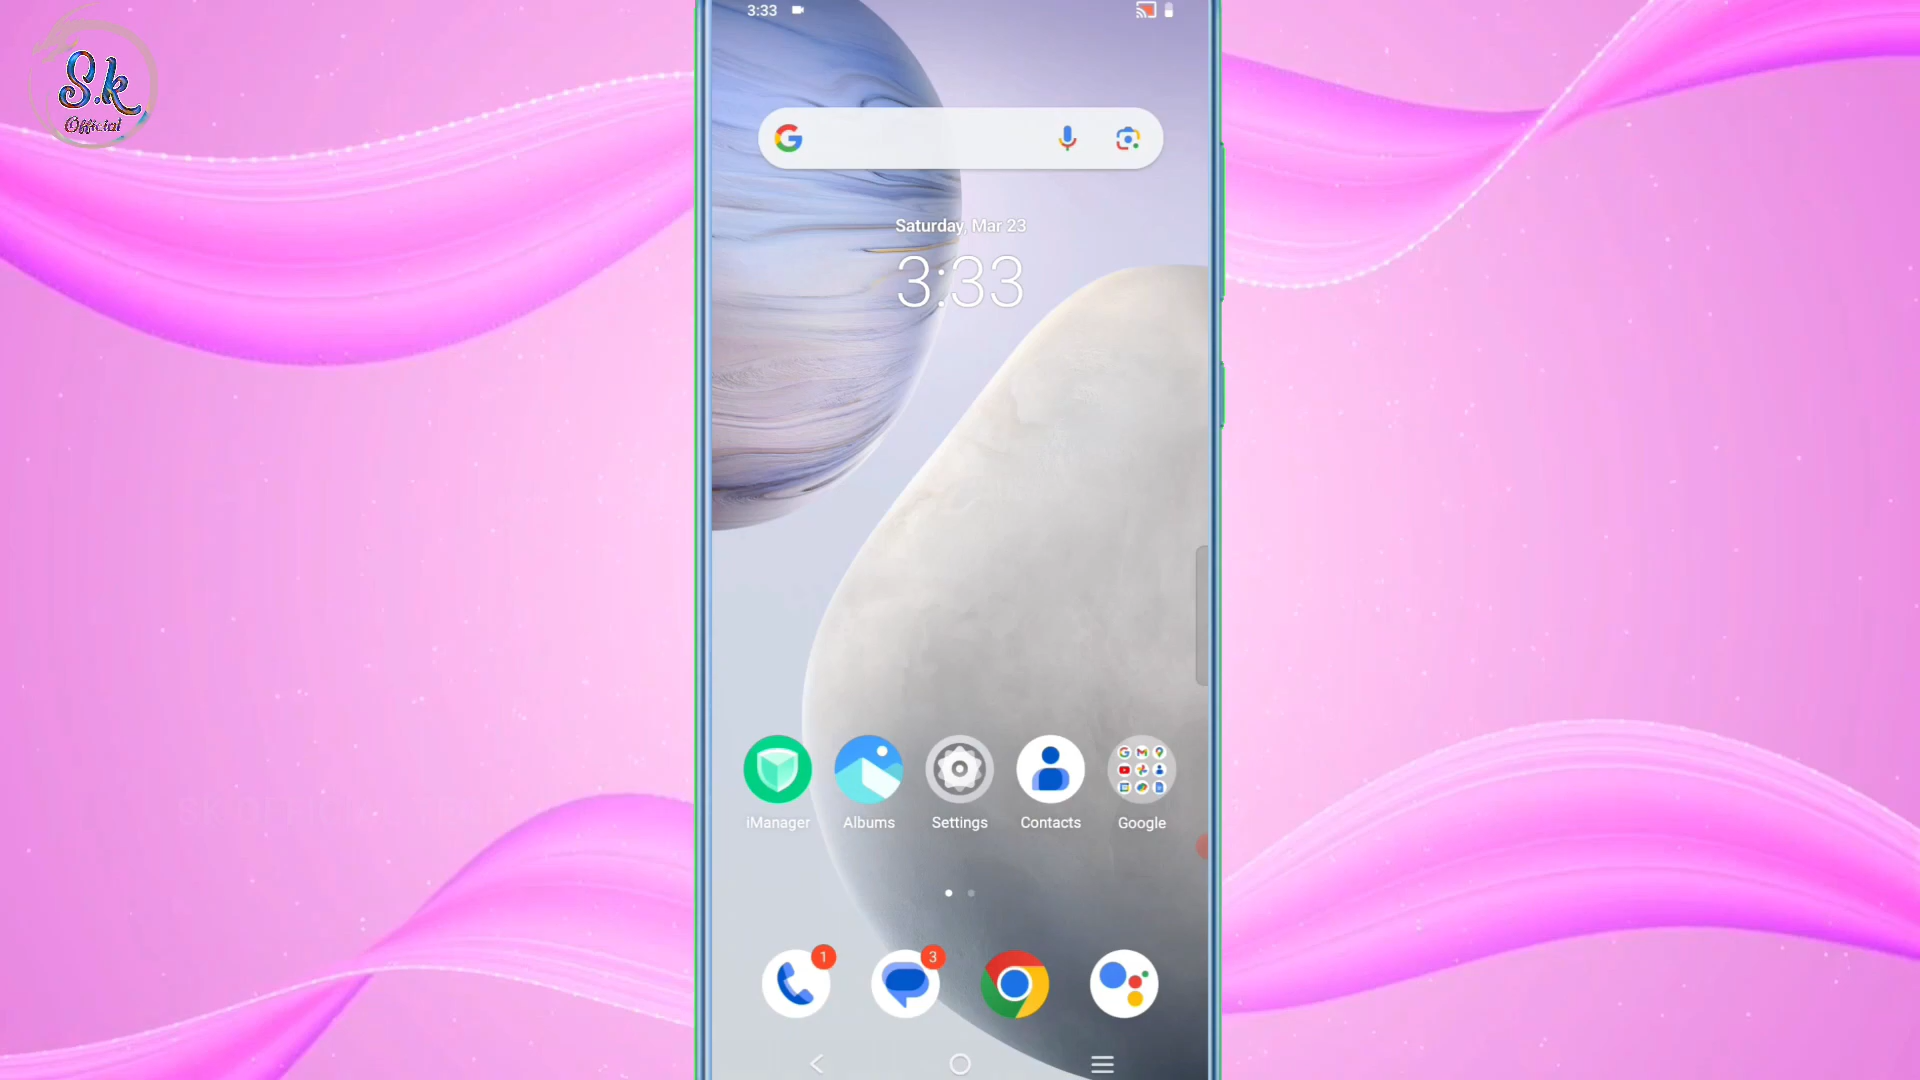 S.k
Official
3:33
Saturday, Mar 23
3:33
iManager
Albums
Settings
Contacts
Google
1
3